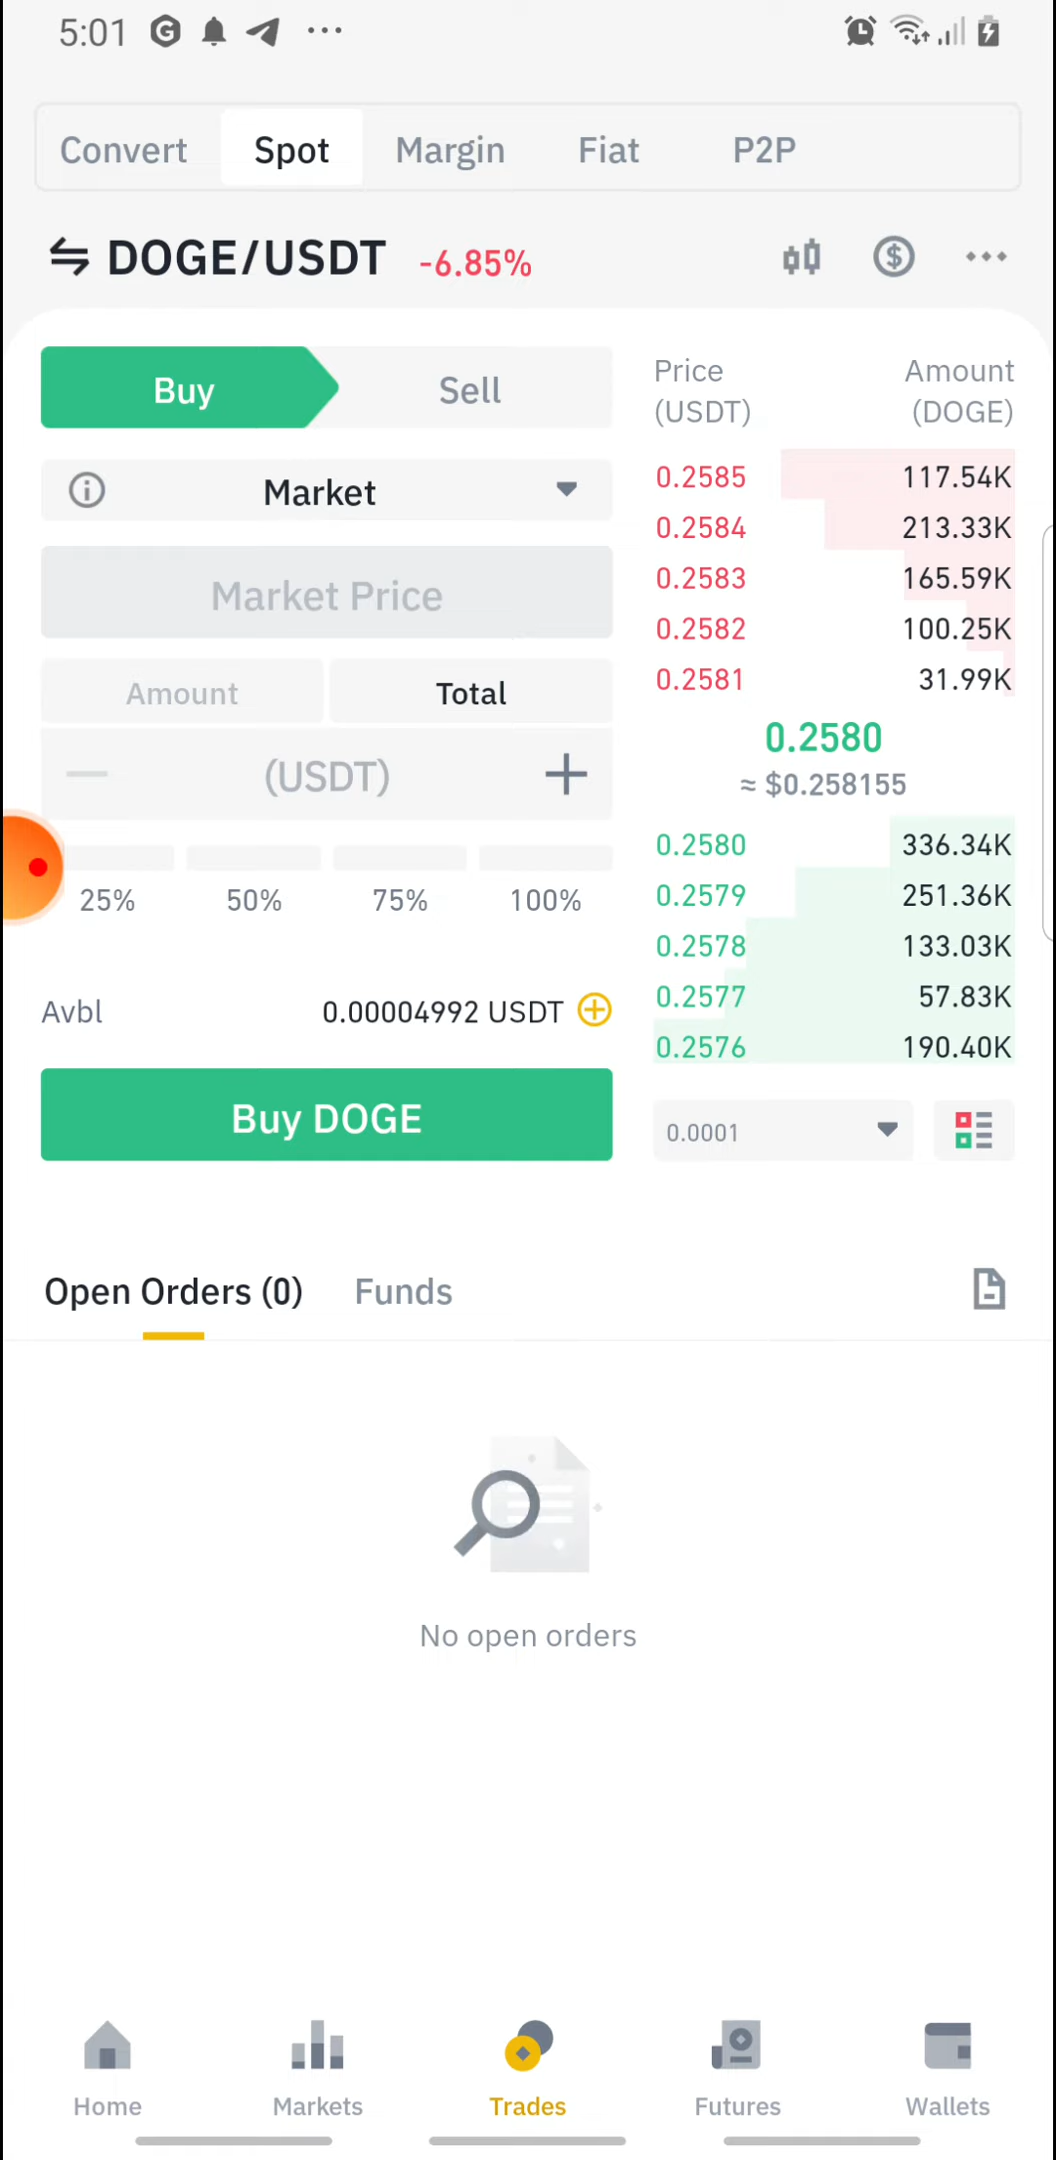 5:01
Convert Spot Margin Fiat P2P
DOGE/USDT -6.85%
Buy Sell
Market
Market Price
Amount Total
(USDT)
25% 50% 75% 100%
Avbl 0.00004992 USDT
Buy DOGE
Price Amount
(USDT) (DOGE)
0.2585 117.54K
0.2584 213.33K
0.2583 165.59K
0.2582 100.25K
0.2581 31.99K
0.2580
≈ $0.258155
0.2580 336.34K
0.2579 251.36K
0.2578 133.03K
0.2577 57.83K
0.2576 190.40K
0.0001
Open Orders (0) Funds
No open orders
Home Markets Trades Futures Wallets